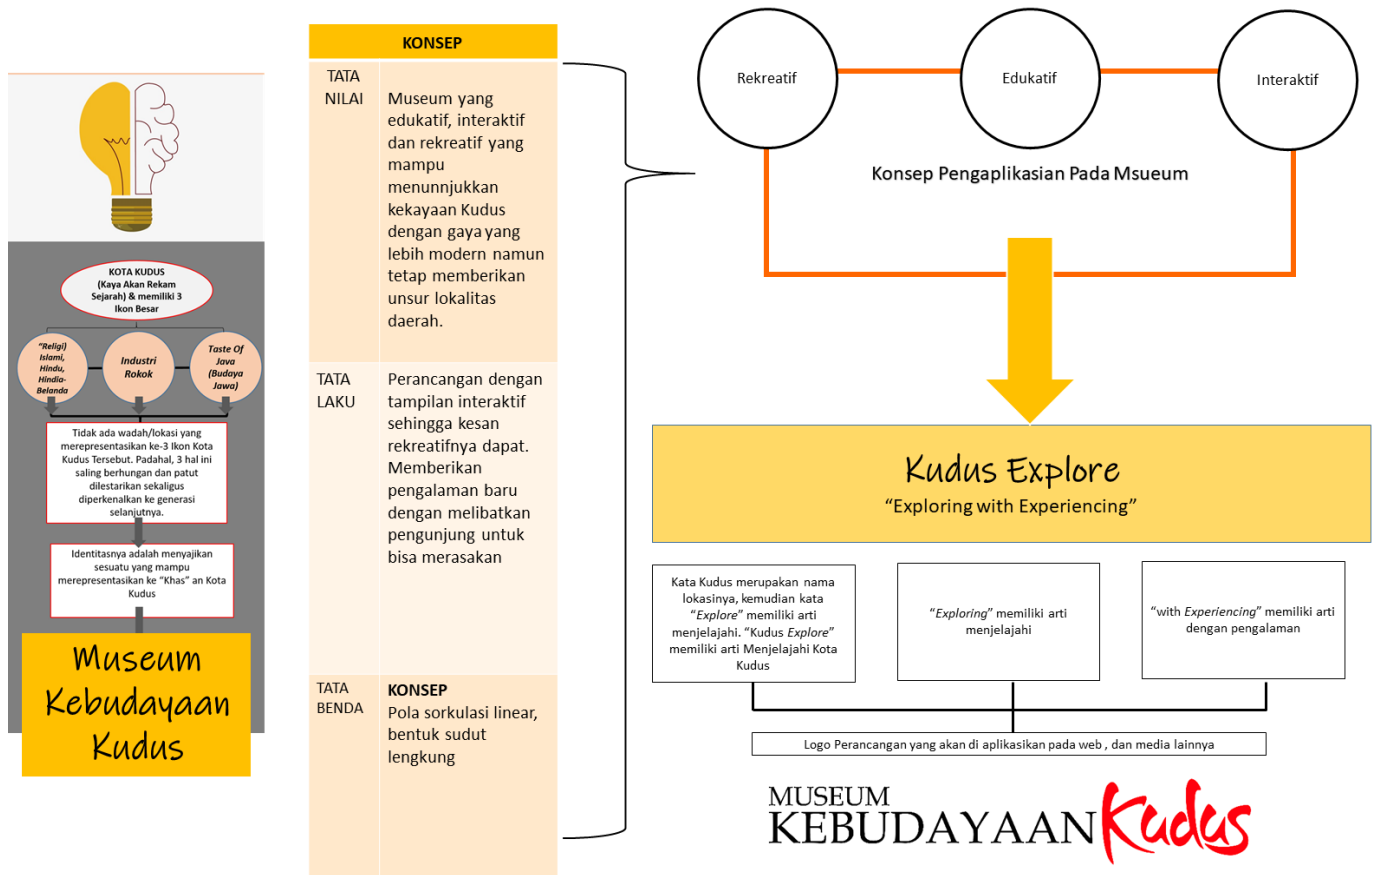 KOTA KUDUS
(Kaya Akan Rekam
Sejarah) & memiliki 3
Ikon Besar
“Religi)
Islami,
Hindu,
Hindia-
Belanda
Industri
Rokok
Taste Of
Java
(Budaya
Jawa)
Tidak ada wadah/lokasi yang
merepresentasikan ke-3 Ikon Kota
Kudus Tersebut. Padahal, 3 hal ini
saling berhungan dan patut
dilestarikan sekaligus
diperkenalkan ke generasi
selanjutnya.
Identitasnya adalah menyajikan
sesuatu yang mampu
merepresentasikan ke “Khas” an Kota
Kudus
Museum
Kebudayaan
Kudus
KONSEP
TATA
NILAI
Museum yang
edukatif, interaktif
dan rekreatif yang
mampu
menunnjukkan
kekayaan Kudus
dengan gaya yang
lebih modern namun
tetap memberikan
unsur lokalitas
daerah.
TATA
LAKU
Perancangan dengan
tampilan interaktif
sehingga kesan
rekreatifnya dapat.
Memberikan
pengalaman baru
dengan melibatkan
pengunjung untuk
bisa merasakan
TATA
BENDA
KONSEP
Pola sorkulasi linear,
bentuk sudut
lengkung
Rekreatif
Edukatif
Interaktif
Konsep Pengaplikasian Pada Msueum
Kudus Explore
“Exploring with Experiencing”
Kata Kudus merupakan nama
lokasinya, kemudian kata
“Explore” memiliki arti
menjelajahi. “Kudus Explore”
memiliki arti Menjelajahi Kota
Kudus
“Exploring” memiliki arti
menjelajahi
“with Experiencing” memiliki arti
dengan pengalaman
Logo Perancangan yang akan di aplikasikan pada web , dan media lainnya
MUSEUM
KEBUDAYAAN Kudus